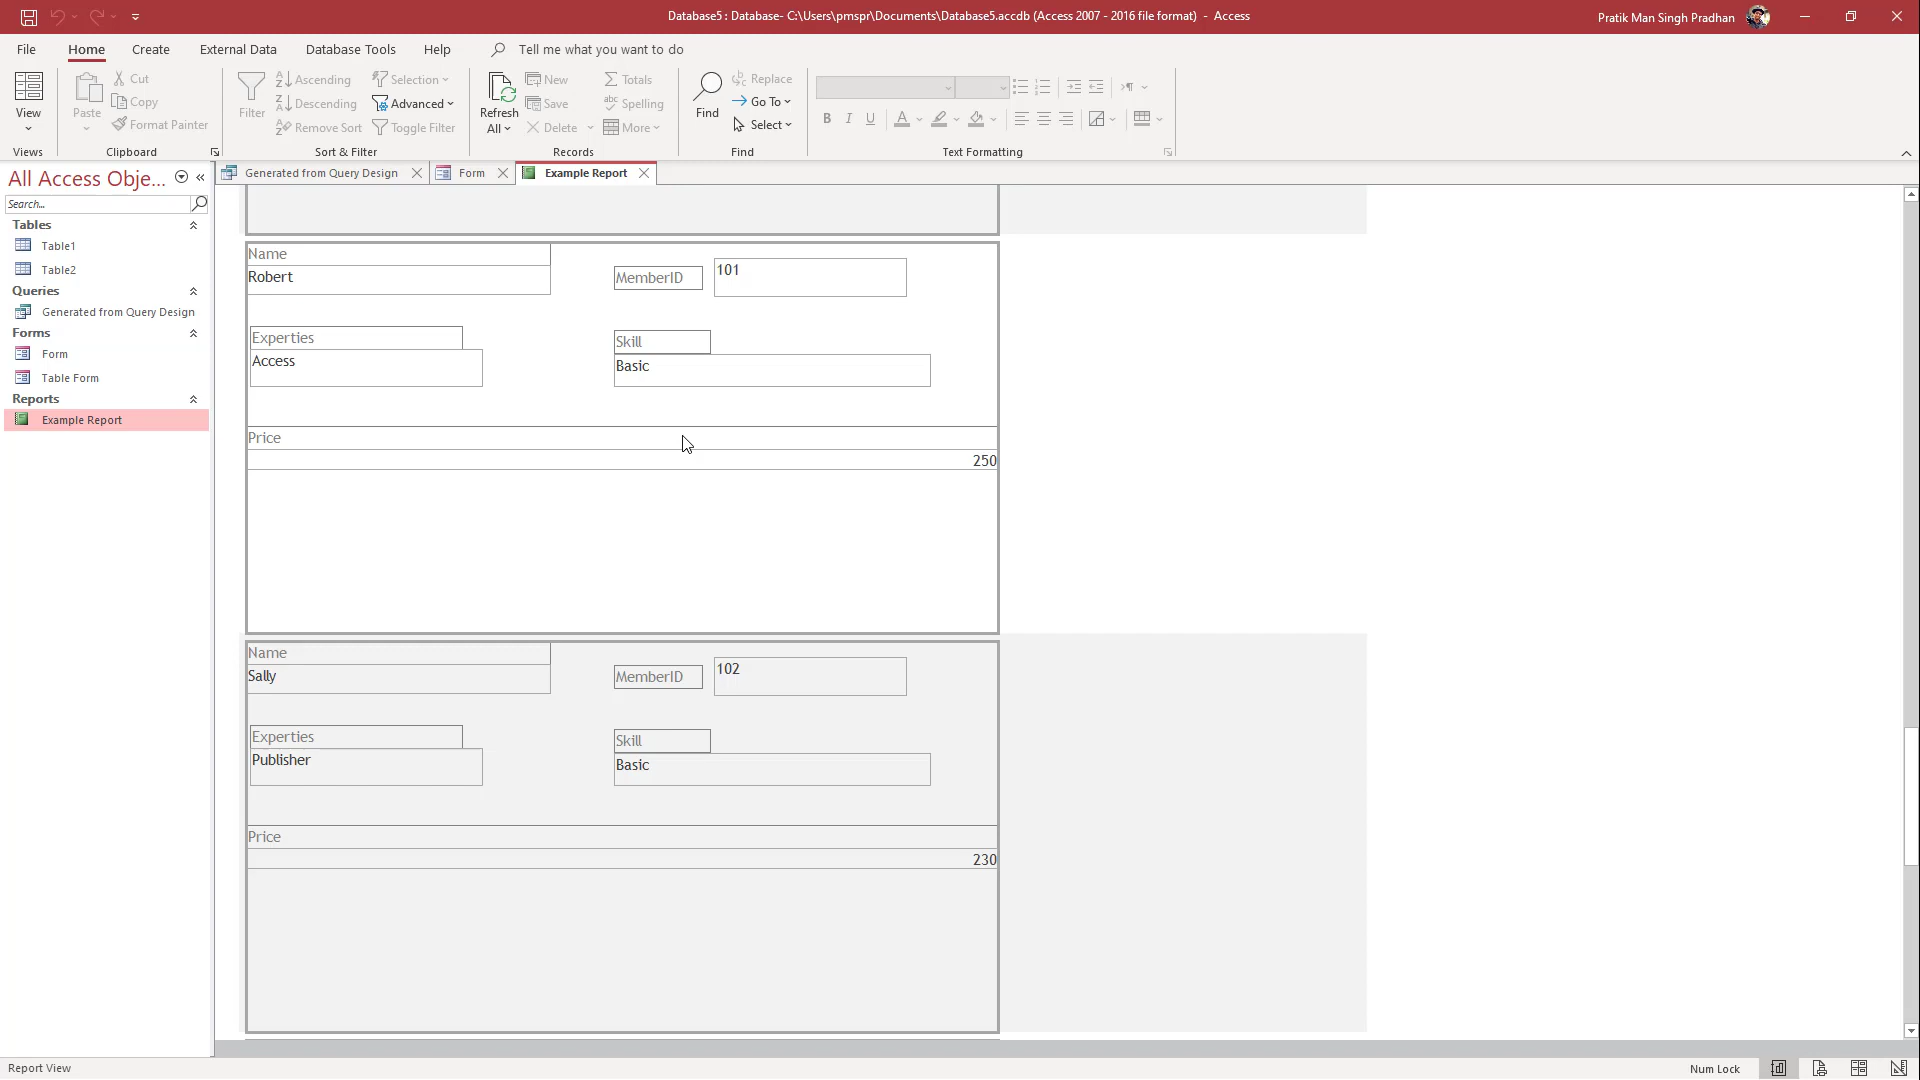 Database5 : Database- C:\Users\pmspr\Documents\Database5.accdb (Access 2007 - 2016 file format)  -  Access
Pratik Man Singh Pradhan
File Home Create External Data Database Tools Help Tell me what you want to do
View
Views
Paste
Cut
Copy
Format Painter
Clipboard
Filter
Ascending
Descending
Remove Sort
Selection
Advanced
Toggle Filter
Sort & Filter
Refresh
All
New
Save
Delete
Totals
Spelling
More
Records
Find
Replace
Go To
Select
Find
B I U
Text Formatting
All Access Obje...
Search...
Tables
Table1
Table2
Queries
Generated from Query Design
Forms
Form
Table Form
Reports
Example Report
Generated from Query Design
Form
Example Report
Name
Robert
MemberID
101
Experties
Access
Skill
Basic
Price
250
Name
Sally
MemberID
102
Experties
Publisher
Skill
Basic
Price
230
Report View
Num Lock